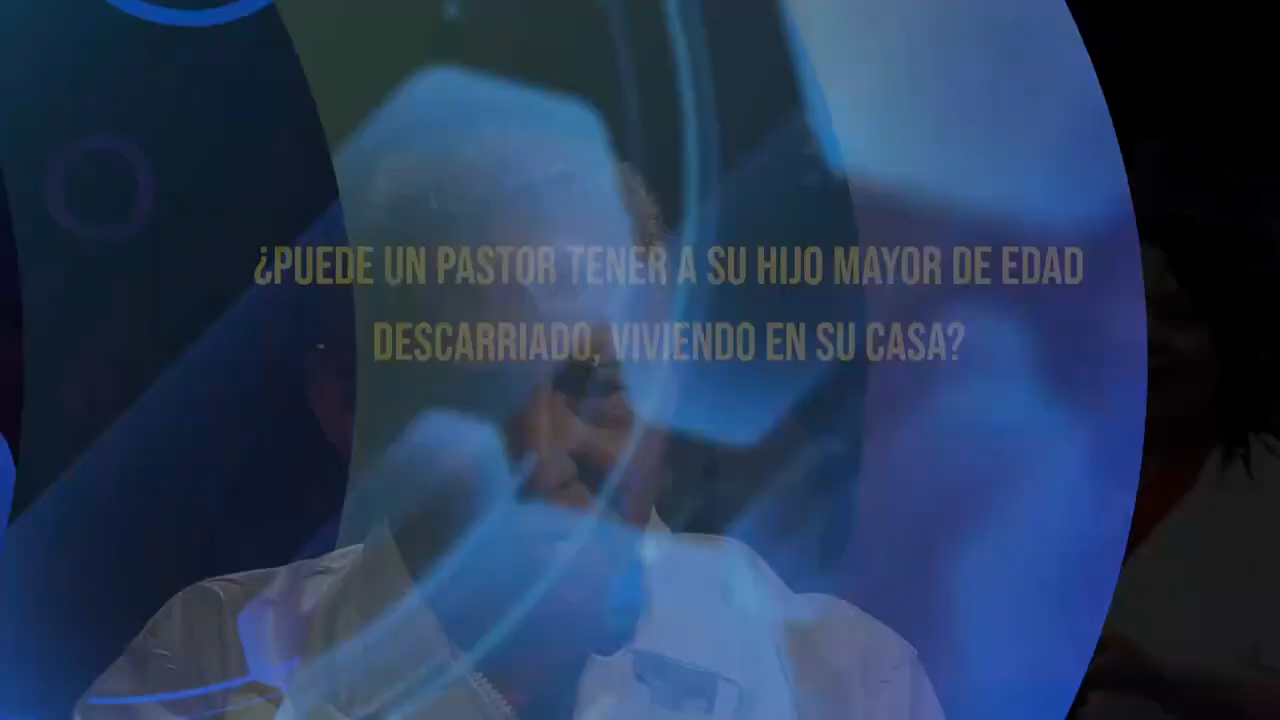 ¿PUEDE UN PASTOR TENER A SU HIJO MAYOR DE EDAD
DESCARRIADO, VIVIENDO EN SU CASA?